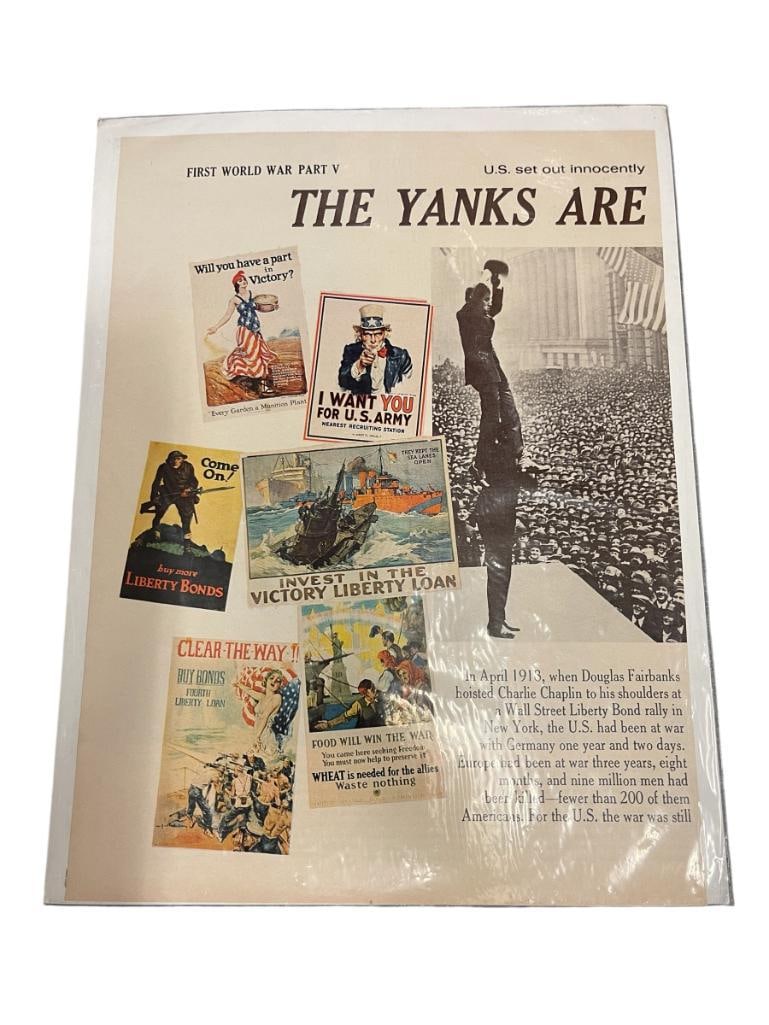 FIRST WORLD WAR PART V
U.S. set out innocently
THE YANKS ARE
Will you have a part
in
Victory?
"Every Garden a Munition Plant"
I WANT YOU
FOR U.S. ARMY
NEAREST RECRUITING STATION
THEY KEPT THE
SEA LANES
OPEN
INVEST IN THE
VICTORY LIBERTY LOAN
Come
On!
buy more
LIBERTY BONDS
CLEAR-THE-WAY!!
BUY BONDS
FOURTH
LIBERTY LOAN
FOOD WILL WIN THE WAR
You came here seeking Freedom
You must now help to preserve it
WHEAT is needed for the allies
Waste nothing
In April 1918, when Douglas Fairbanks
hoisted Charlie Chaplin to his shoulders at
a Wall Street Liberty Bond rally in
New York, the U.S. had been at war
with Germany one year and two days.
Europe had been at war three years, eight
months, and nine million men had
been killed—fewer than 200 of them
Americans. For the U.S. the war was still